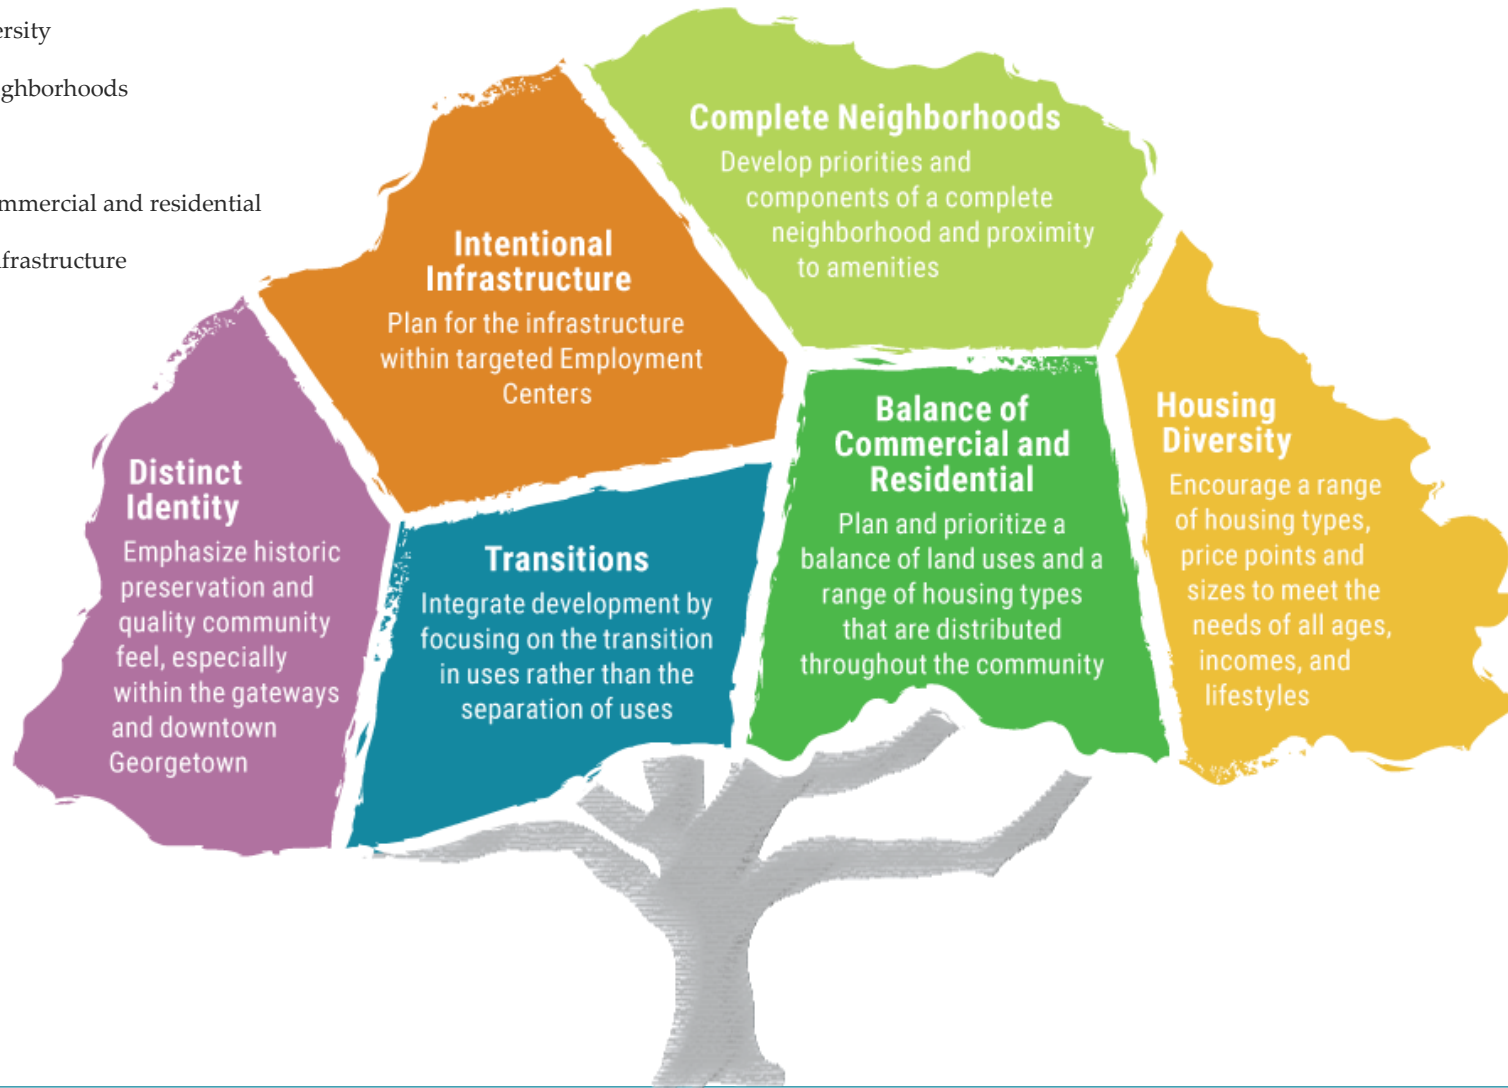 ersity
ghborhoods
mmercial and residential
frastructure
Complete Neighborhoods
Develop priorities and
components of a complete
neighborhood and proximity
to amenities
Intentional
Infrastructure
Plan for the infrastructure
within targeted Employment
Centers
Distinct
Identity
Emphasize historic
preservation and
quality community
feel, especially
within the gateways
and downtown
Georgetown
Transitions
Integrate development by
focusing on the transition
in uses rather than the
separation of uses
Balance of
Commercial and
Residential
Plan and prioritize a
balance of land uses and a
range of housing types
that are distributed
throughout the community
Housing
Diversity
Encourage a range
of housing types,
price points and
sizes to meet the
needs of all ages,
incomes, and
lifestyles